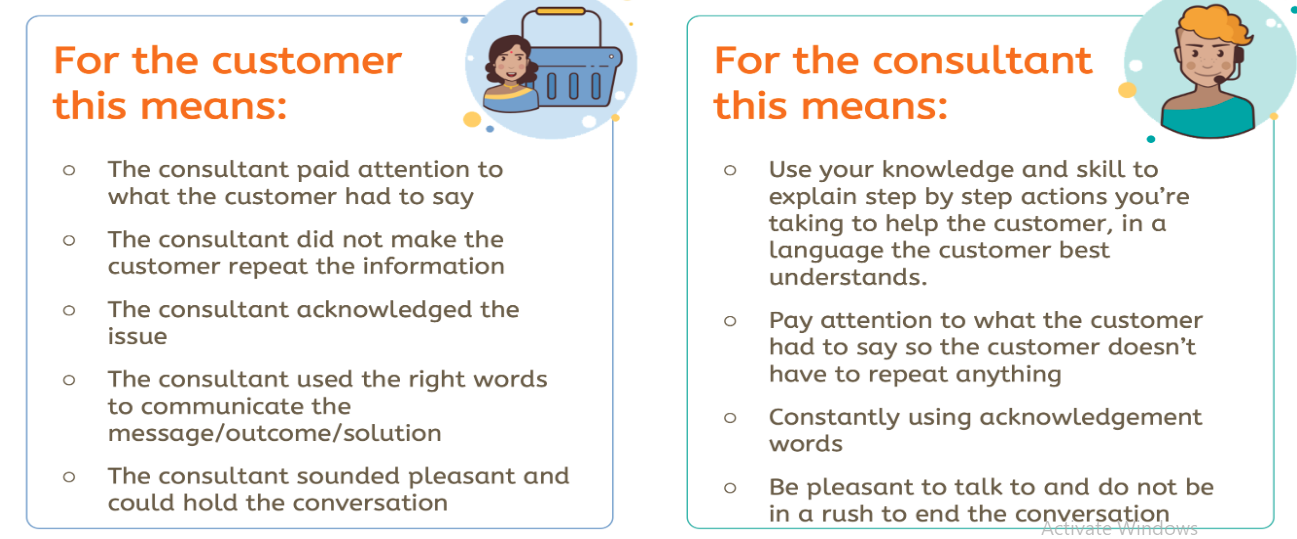 For the customer
this means:
○ The consultant paid attention to
what the customer had to say
○ The consultant did not make the
customer repeat the information
○ The consultant acknowledged the
issue
○ The consultant used the right words
to communicate the
message/outcome/solution
○ The consultant sounded pleasant and
could hold the conversation
For the consultant
this means:
○ Use your knowledge and skill to
explain step by step actions you’re
taking to help the customer, in a
language the customer best
understands.
○ Pay attention to what the customer
had to say so the customer doesn’t
have to repeat anything
○ Constantly using acknowledgement
words
○ Be pleasant to talk to and do not be
in a rush to end the conversation
Activate Windows